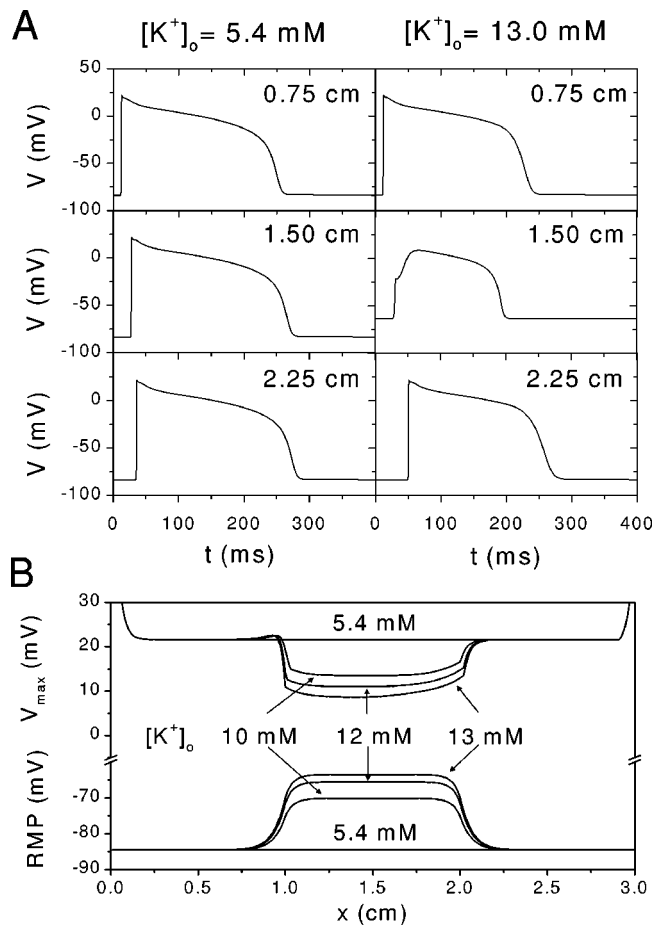 A
[K⁺]ₒ= 5.4 mM
[K⁺]ₒ= 13.0 mM
50
0
-50
-100
V (mV)
0.75 cm
0.75 cm
0
-50
-100
V (mV)
1.50 cm
1.50 cm
0
-50
-100
V (mV)
2.25 cm
2.25 cm
0 100 200 300 0 100 200 300 400
t (ms)
t (ms)
B
30
20
10
0
Vmax (mV)
5.4 mM
[K⁺]ₒ
10 mM
12 mM
13 mM
-70
-80
-90
RMP (mV)
5.4 mM
0.0 0.5 1.0 1.5 2.0 2.5 3.0
x (cm)